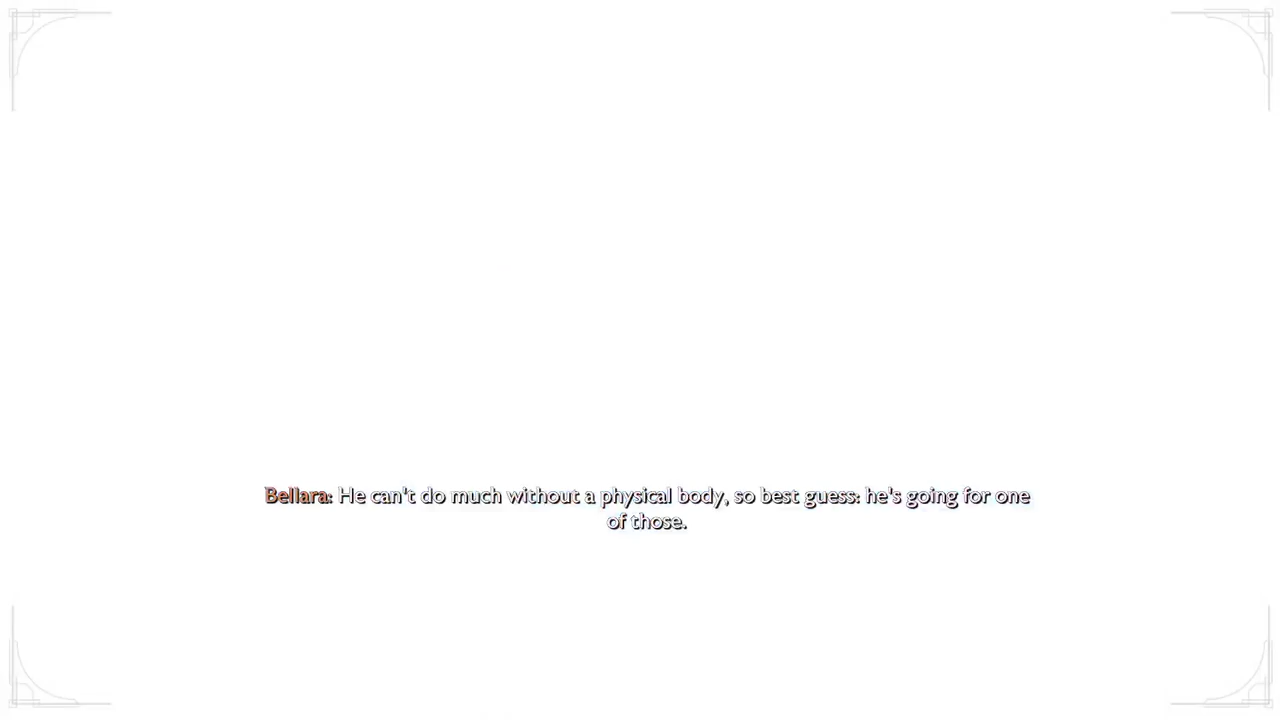 Bellara: He can't do much without a physical body, so best guess: he's going for one
of those.